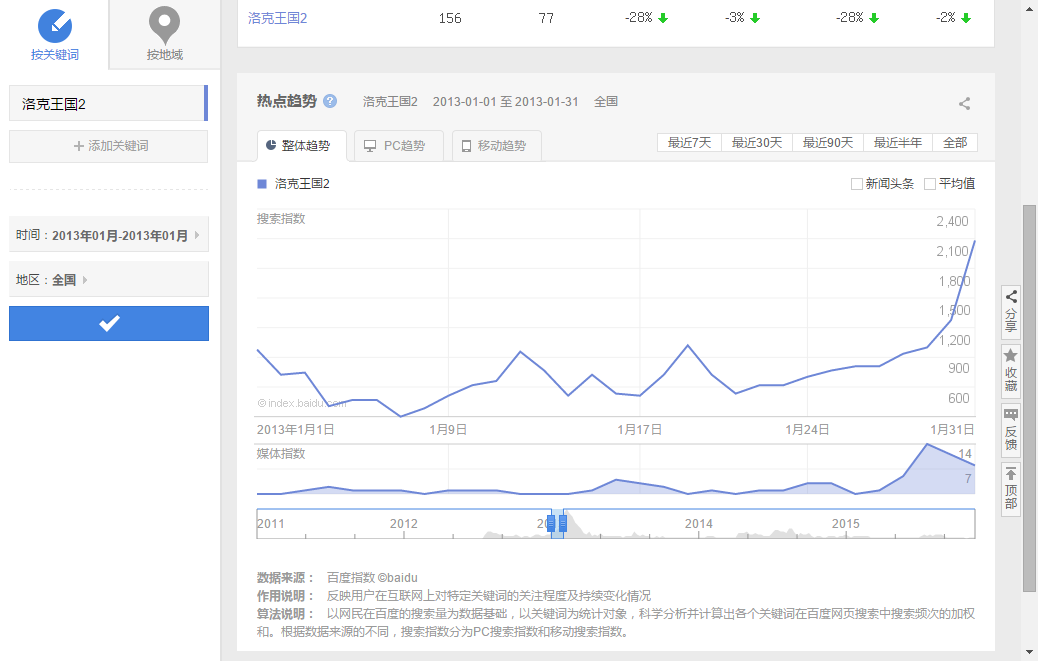 按关键词
按地域
洛克王国2 156 77 -28% -3% -28% -2%
洛克王国2
添加关键词
时间：2013年01月-2013年01月
地区：全国
热点趋势 ? 洛克王国2 2013-01-01 至 2013-01-31 全国
整体趋势 PC趋势 移动趋势 最近7天 最近30天 最近90天 最近半年 全部
洛克王国2 新闻头条 平均值
搜索指数
2,400
2,100
1,800
1,500
1,200
900
600
© index.baidu.com
2013年1月1日 1月9日 1月17日 1月24日 1月31日
媒体指数
14
7
2011 2012 2014 2015
数据来源： 百度指数 ©baidu
作用说明： 反映用户在互联网上对特定关键词的关注程度及持续变化情况
算法说明： 以网民在百度的搜索量为数据基础，以关键词为统计对象，科学分析并计算出各个关键词在百度网页搜索中搜索频次的加权
和。根据数据来源的不同，搜索指数分为PC搜索指数和移动搜索指数。
分享
收藏
反馈
顶部